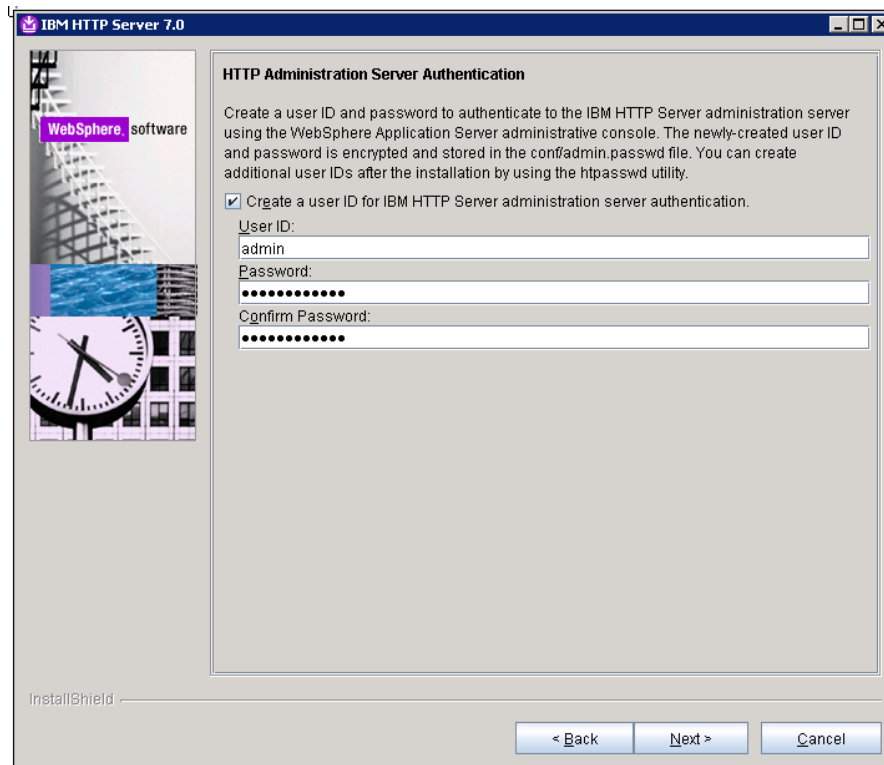 IBM HTTP Server 7.0
WebSphere. software
HTTP Administration Server Authentication
Create a user ID and password to authenticate to the IBM HTTP Server administration server
using the WebSphere Application Server administrative console. The newly-created user ID
and password is encrypted and stored in the conf/admin.passwd file. You can create
additional user IDs after the installation by using the htpasswd utility.
Create a user ID for IBM HTTP Server administration server authentication.
User ID:
admin
Password:
••••••••••••
Confirm Password:
••••••••••••
InstallShield
< Back
Next >
Cancel